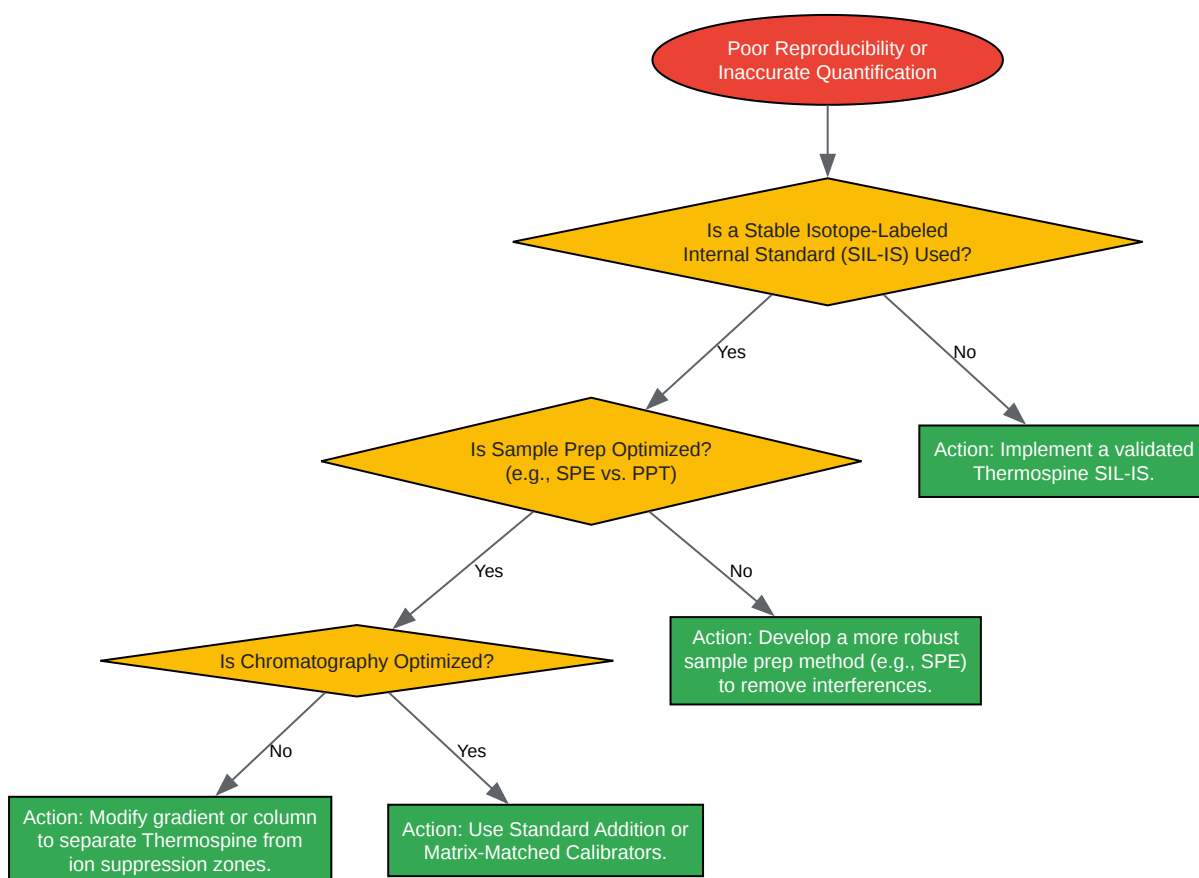 Poor Reproducibility or
Inaccurate Quantification
Is a Stable Isotope-Labeled
Internal Standard (SIL-IS) Used?
Yes
No
Is Sample Prep Optimized?
(e.g., SPE vs. PPT)
Action: Implement a validated
Thermospine SIL-IS.
Yes
No
Is Chromatography Optimized?
Action: Develop a more robust
sample prep method (e.g., SPE)
to remove interferences.
No
Yes
Action: Modify gradient or column
to separate Thermospine from
ion suppression zones.
Action: Use Standard Addition or
Matrix-Matched Calibrators.